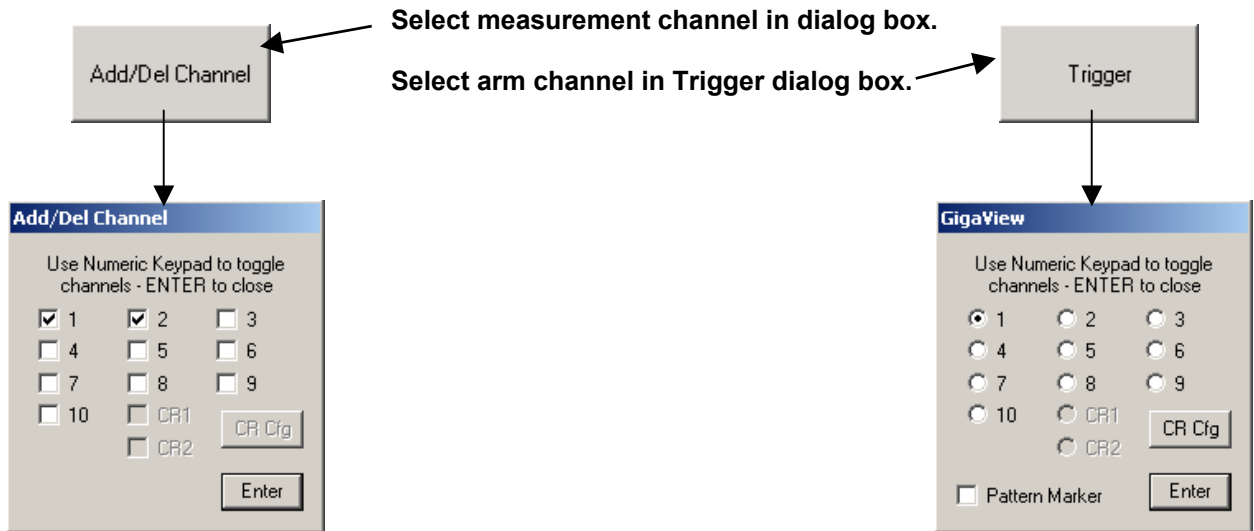 Select measurement channel in dialog box.
Add/Del Channel
Select arm channel in Trigger dialog box.
Trigger
Add/Del Channel
Use Numeric Keypad to toggle
channels - ENTER to close
1 2 3
4 5 6
7 8 9
10 CR1
CR Cfg
CR2
Enter
GigaView
Use Numeric Keypad to toggle
channels - ENTER to close
1 2 3
4 5 6
7 8 9
10 CR1
CR Cfg
CR2
Pattern Marker Enter